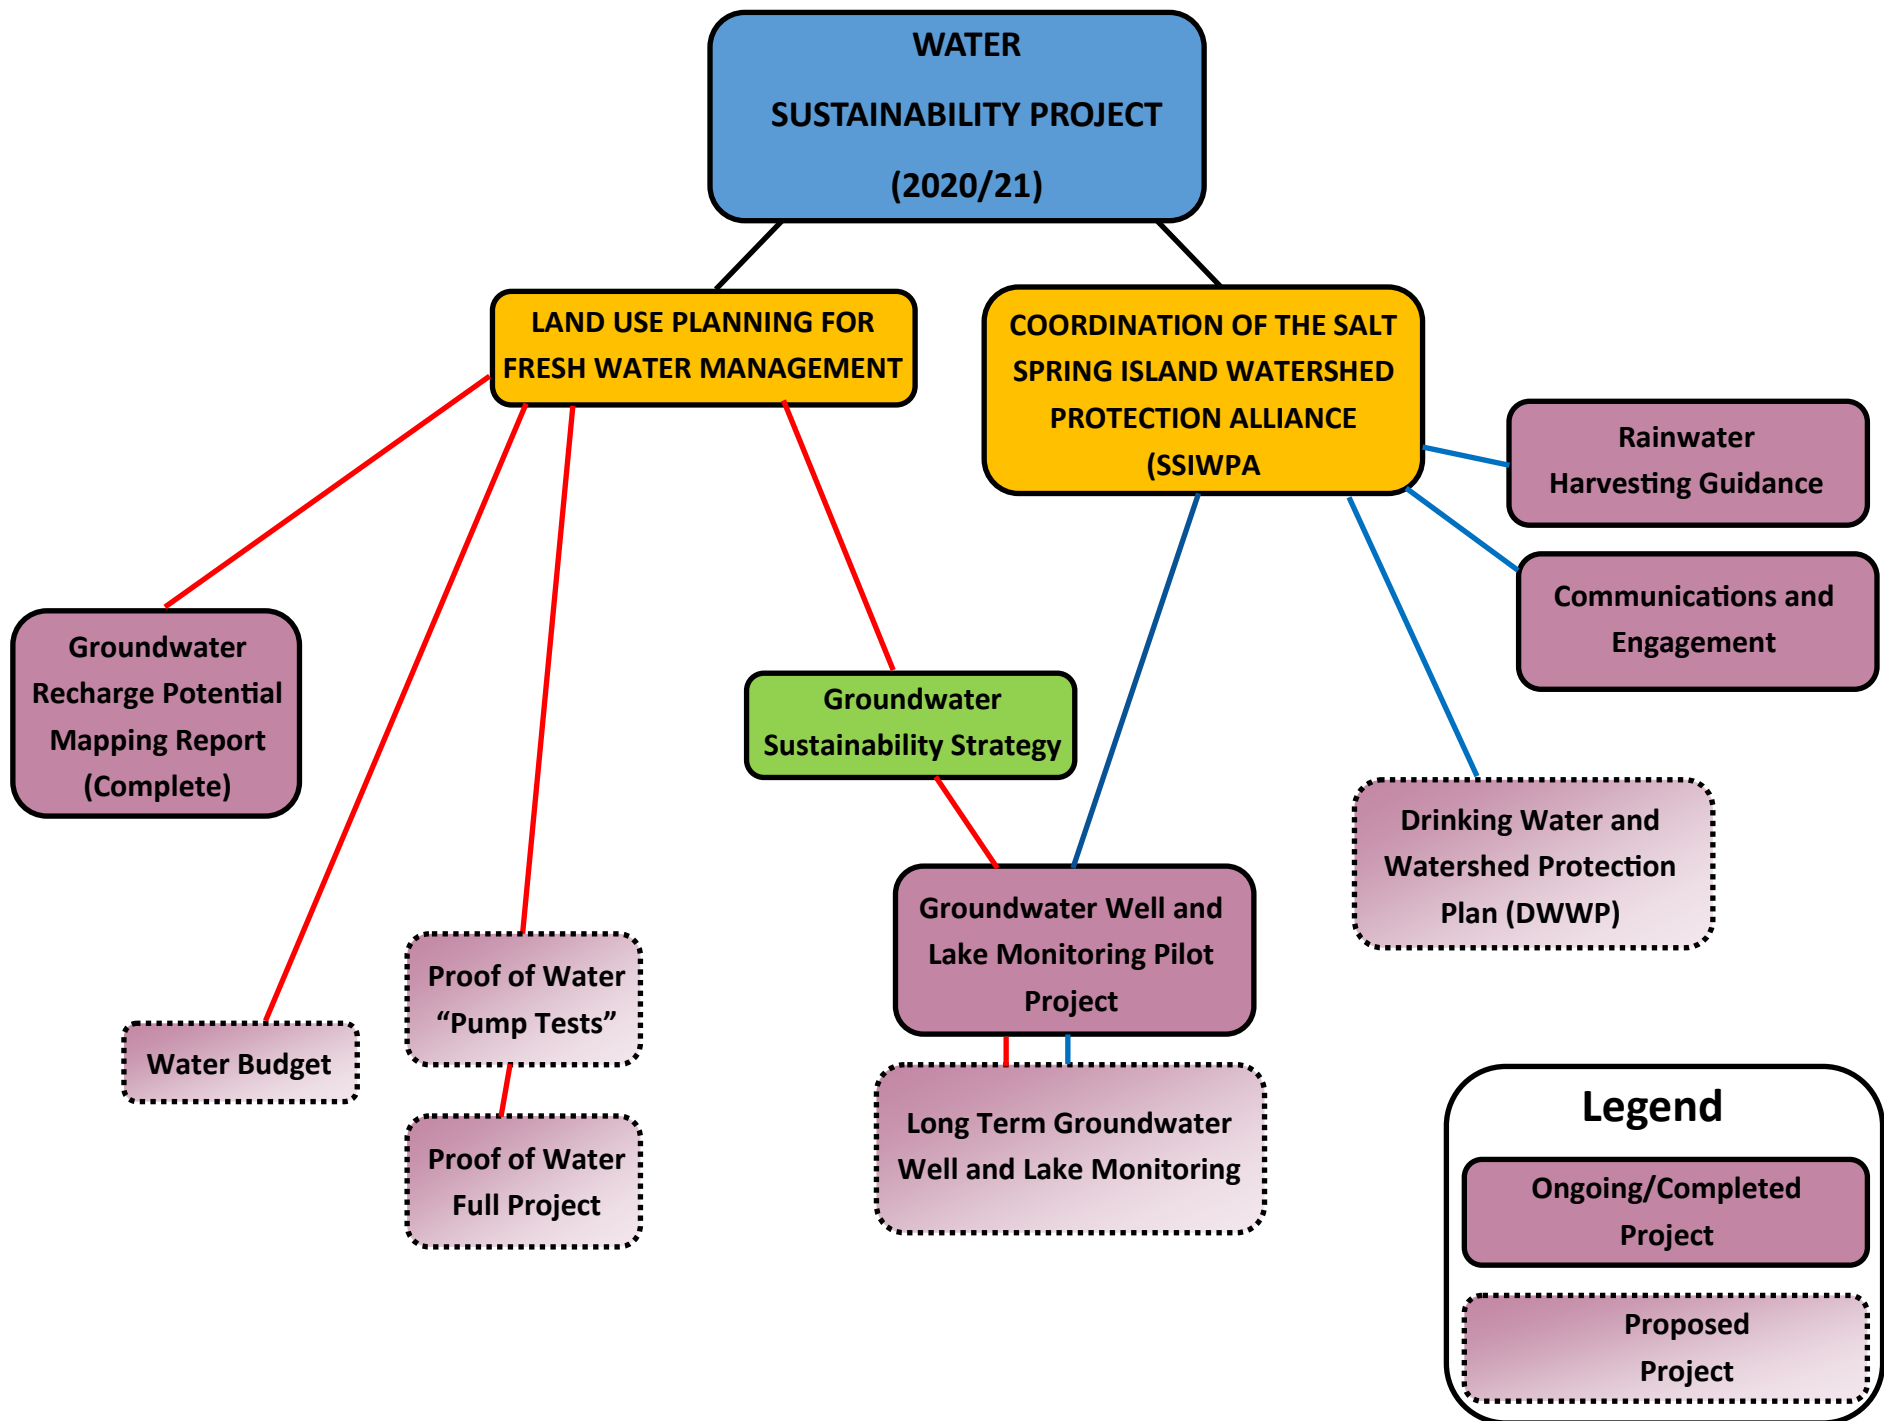 WATER
SUSTAINABILITY PROJECT
(2020/21)
LAND USE PLANNING FOR
FRESH WATER MANAGEMENT
COORDINATION OF THE SALT
SPRING ISLAND WATERSHED
PROTECTION ALLIANCE
(SSIWPA
Rainwater
Harvesting Guidance
Communications and
Engagement
Groundwater
Recharge Potential
Mapping Report
(Complete)
Groundwater
Sustainability Strategy
Drinking Water and
Watershed Protection
Plan (DWWP)
Groundwater Well and
Lake Monitoring Pilot
Project
Proof of Water
“Pump Tests”
Water Budget
Proof of Water
Full Project
Long Term Groundwater
Well and Lake Monitoring
Legend
Ongoing/Completed
Project
Proposed
Project